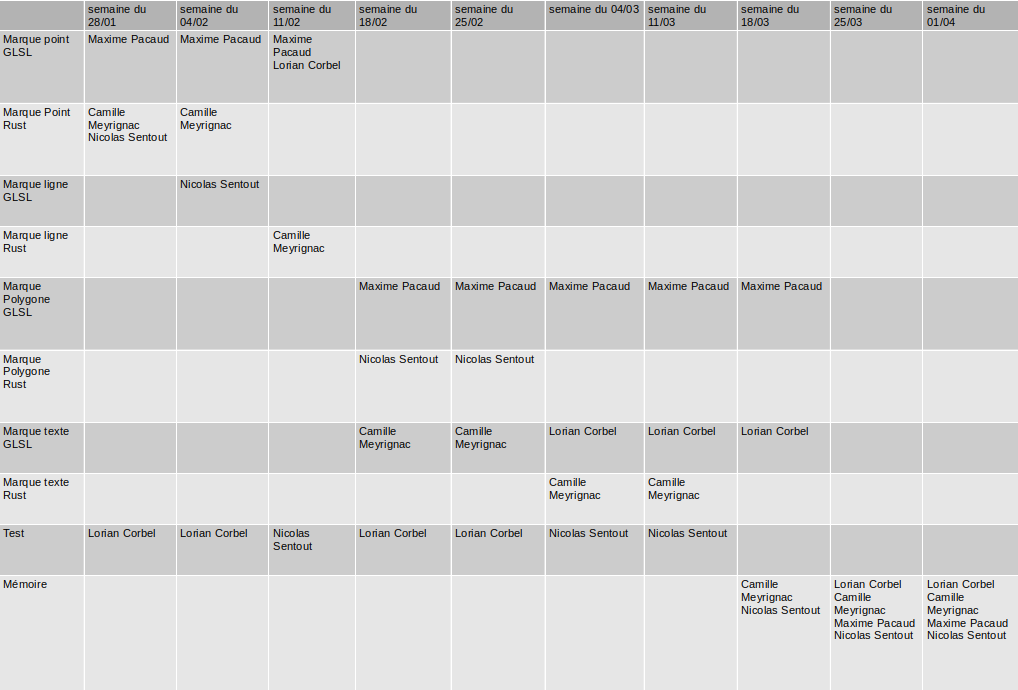 semaine du
28/01
semaine du
04/02
semaine du
11/02
semaine du
18/02
semaine du
25/02
semaine du 04/03
semaine du
11/03
semaine du
18/03
semaine du
25/03
semaine du
01/04
Marque point
GLSL
Maxime Pacaud
Maxime Pacaud
Maxime
Pacaud
Lorian Corbel
Marque Point
Rust
Camille
Meyrignac
Nicolas Sentout
Camille
Meyrignac
Marque ligne
GLSL
Nicolas Sentout
Marque ligne
Rust
Camille
Meyrignac
Marque
Polygone
GLSL
Maxime Pacaud
Maxime Pacaud
Maxime Pacaud
Maxime Pacaud
Maxime Pacaud
Marque
Polygone
Rust
Nicolas Sentout
Nicolas Sentout
Marque texte
GLSL
Camille
Meyrignac
Camille
Meyrignac
Lorian Corbel
Lorian Corbel
Lorian Corbel
Marque texte
Rust
Camille
Meyrignac
Camille
Meyrignac
Test
Lorian Corbel
Lorian Corbel
Nicolas
Sentout
Lorian Corbel
Lorian Corbel
Nicolas Sentout
Nicolas Sentout
Mémoire
Camille
Meyrignac
Nicolas Sentout
Lorian Corbel
Camille
Meyrignac
Maxime Pacaud
Nicolas Sentout
Lorian Corbel
Camille
Meyrignac
Maxime Pacaud
Nicolas Sentout